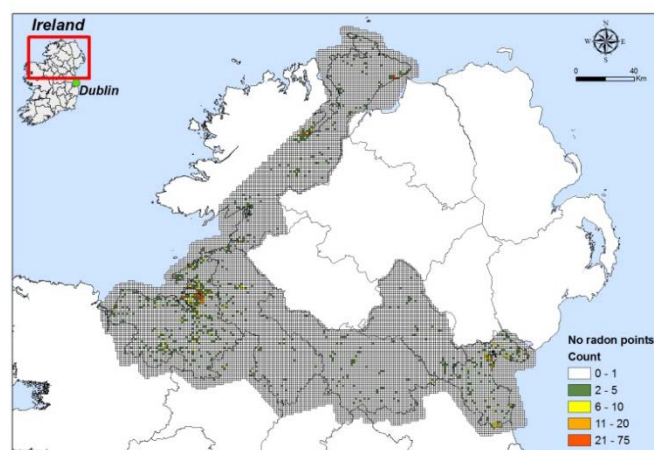 Ireland
Dublin
N
W E
S
0 40
Km
No radon points
Count
0 - 1
2 - 5
6 - 10
11 - 20
21 - 75